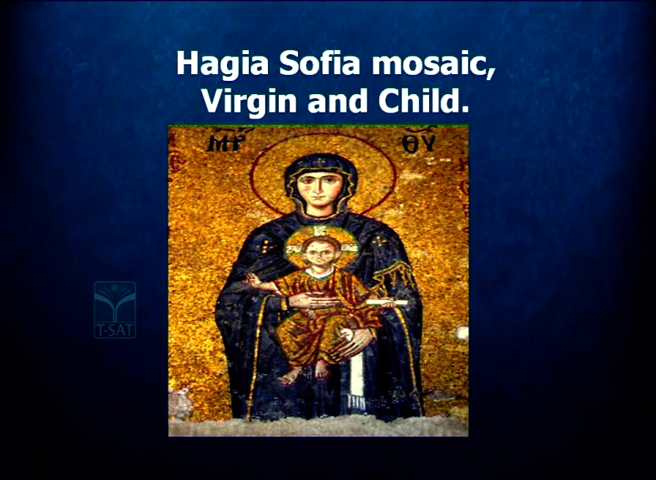 Hagia Sofia mosaic,
Virgin and Child.
ΜΡ ΘΥ
T-SAT